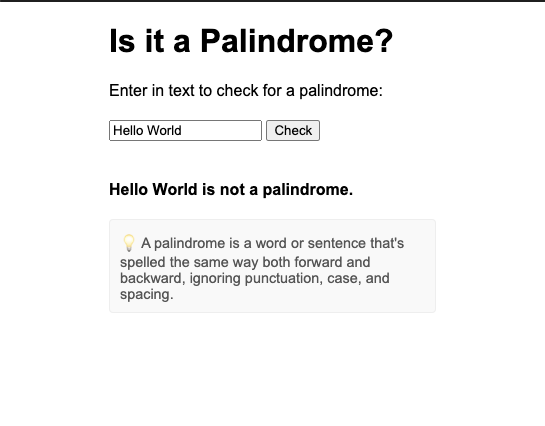 Is it a Palindrome?
Enter in text to check for a palindrome:
Hello World Check
Hello World is not a palindrome.
💡 A palindrome is a word or sentence that's
spelled the same way both forward and
backward, ignoring punctuation, case, and
spacing.